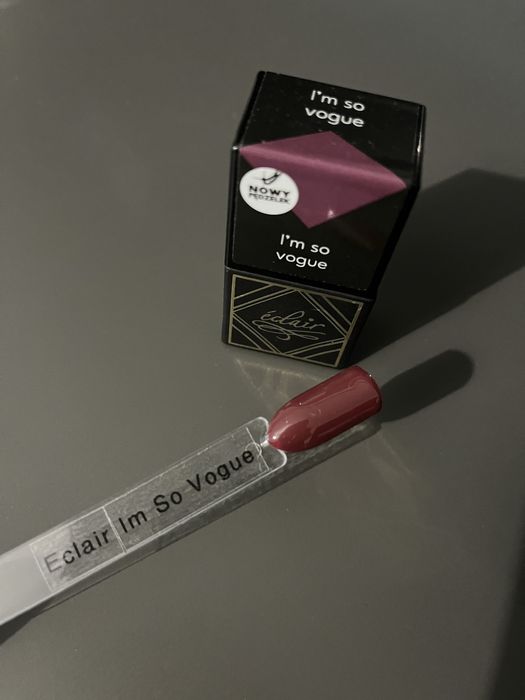 I'm so
vogue
NOWY
PĘDZELEK
I'm so
vogue
éclair
Eclair Im So Vogue